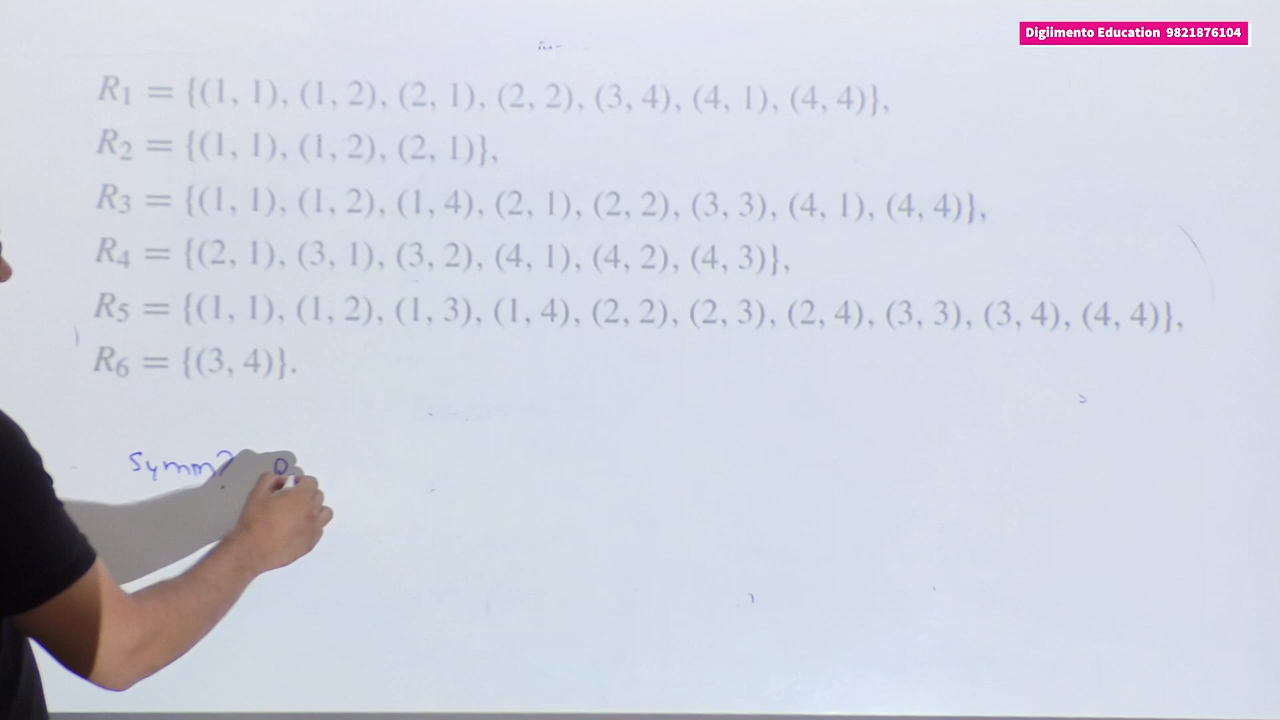 Digiimento Education 9821876104
R1 = {(1, 1), (1, 2), (2, 1), (2, 2), (3, 4), (4, 1), (4, 4)},
R2 = {(1, 1), (1, 2), (2, 1)},
R3 = {(1, 1), (1, 2), (1, 4), (2, 1), (2, 2), (3, 3), (4, 1), (4, 4)},
R4 = {(2, 1), (3, 1), (3, 2), (4, 1), (4, 2), (4, 3)},
R5 = {(1, 1), (1, 2), (1, 3), (1, 4), (2, 2), (2, 3), (2, 4), (3, 3), (3, 4), (4, 4)},
R6 = {(3, 4)}.
Symm?